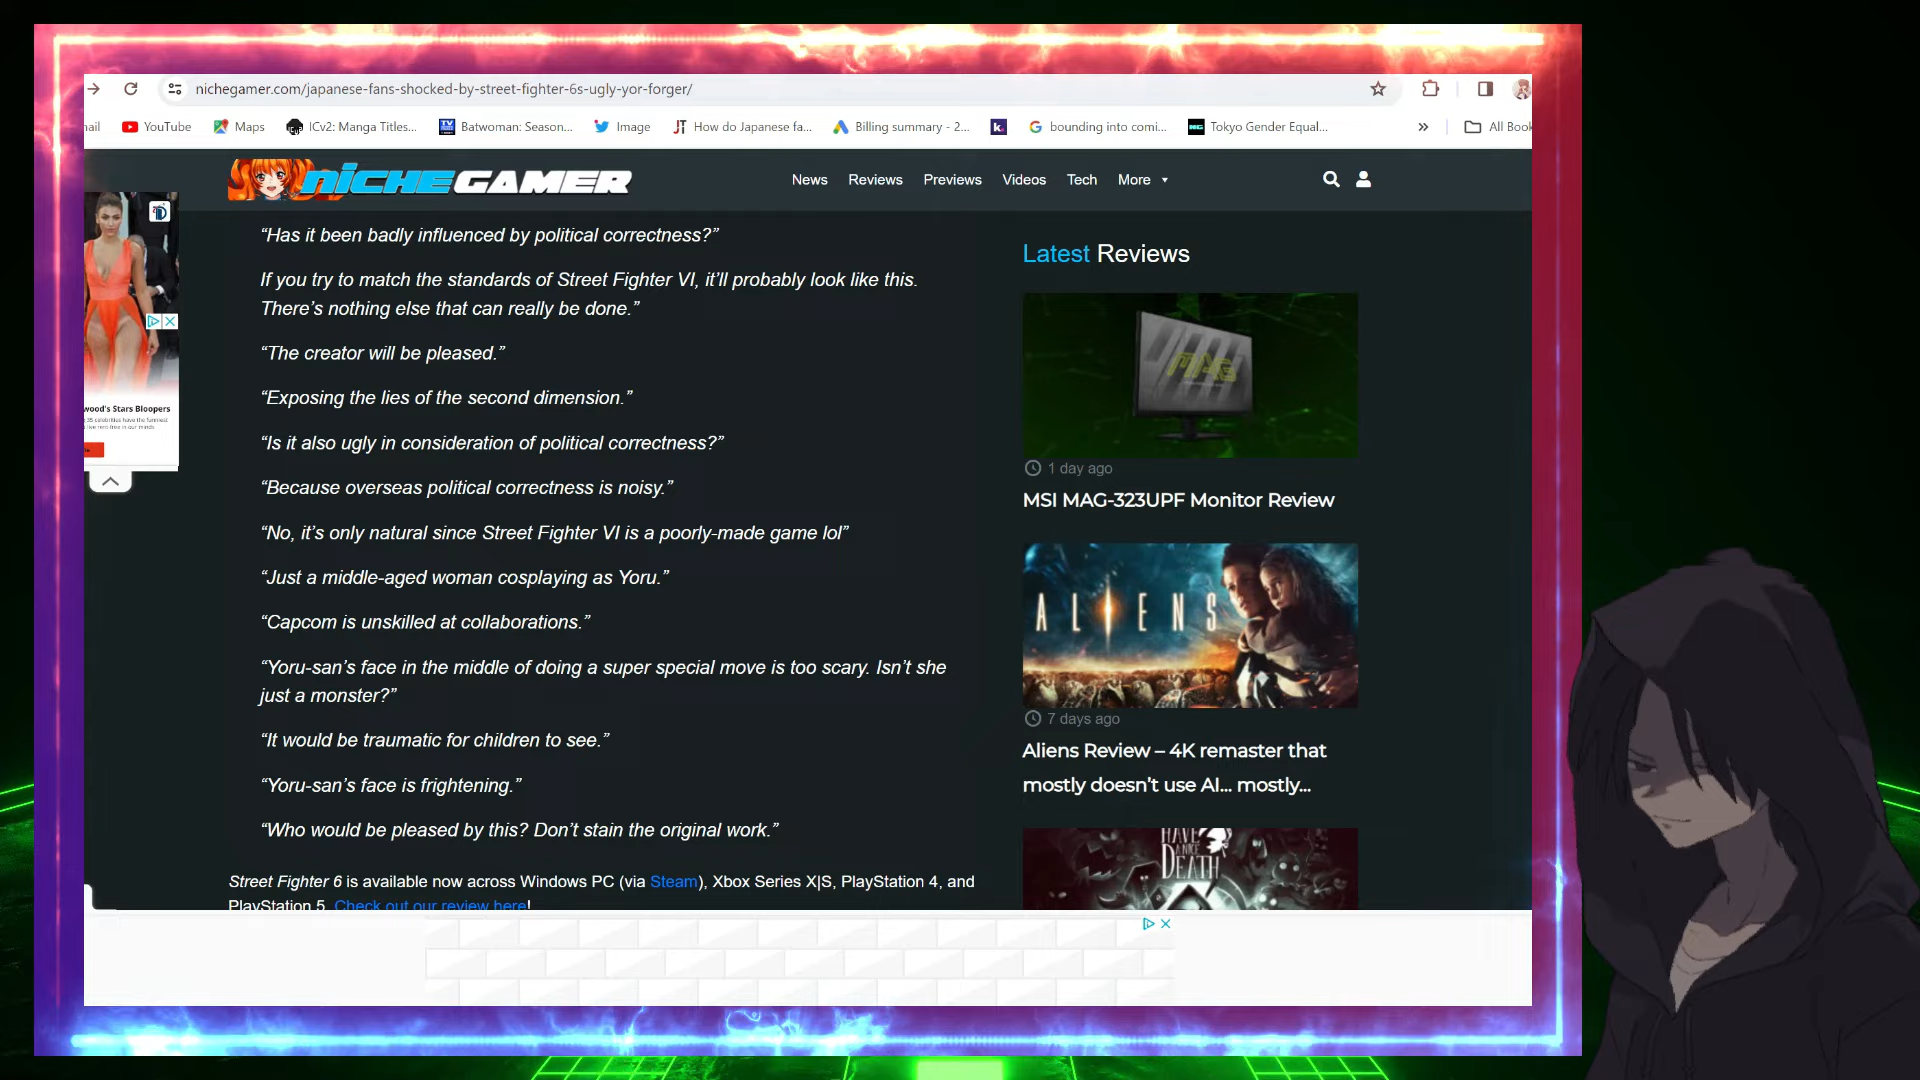 nichegamer.com/japanese-fans-shocked-by-street-fighter-6s-ugly-yor-forger/
ail YouTube Maps ICv2: Manga Titles... Batwoman: Season... Image How do Japanese fa... Billing summary - 2... bounding into comi... Tokyo Gender Equal... » All Book
NICHEGAMER News Reviews Previews Videos Tech More
“Has it been badly influenced by political correctness?”
If you try to match the standards of Street Fighter VI, it’ll probably look like this.
There’s nothing else that can really be done.”
“The creator will be pleased.”
“Exposing the lies of the second dimension.”
“Is it also ugly in consideration of political correctness?”
“Because overseas political correctness is noisy.”
“No, it’s only natural since Street Fighter VI is a poorly-made game lol”
“Just a middle-aged woman cosplaying as Yoru.”
“Capcom is unskilled at collaborations.”
“Yoru-san’s face in the middle of doing a super special move is too scary. Isn’t she
just a monster?”
“It would be traumatic for children to see.”
“Yoru-san’s face is frightening.”
“Who would be pleased by this? Don’t stain the original work.”
Street Fighter 6 is available now across Windows PC (via Steam), Xbox Series X|S, PlayStation 4, and
PlayStation 5. Check out our review here!
wood's Stars Bloopers
Latest Reviews
MAG
1 day ago
MSI MAG-323UPF Monitor Review
ALIENS
7 days ago
Aliens Review – 4K remaster that
mostly doesn’t use AI... mostly...
HAVE
A NICE
DEATH